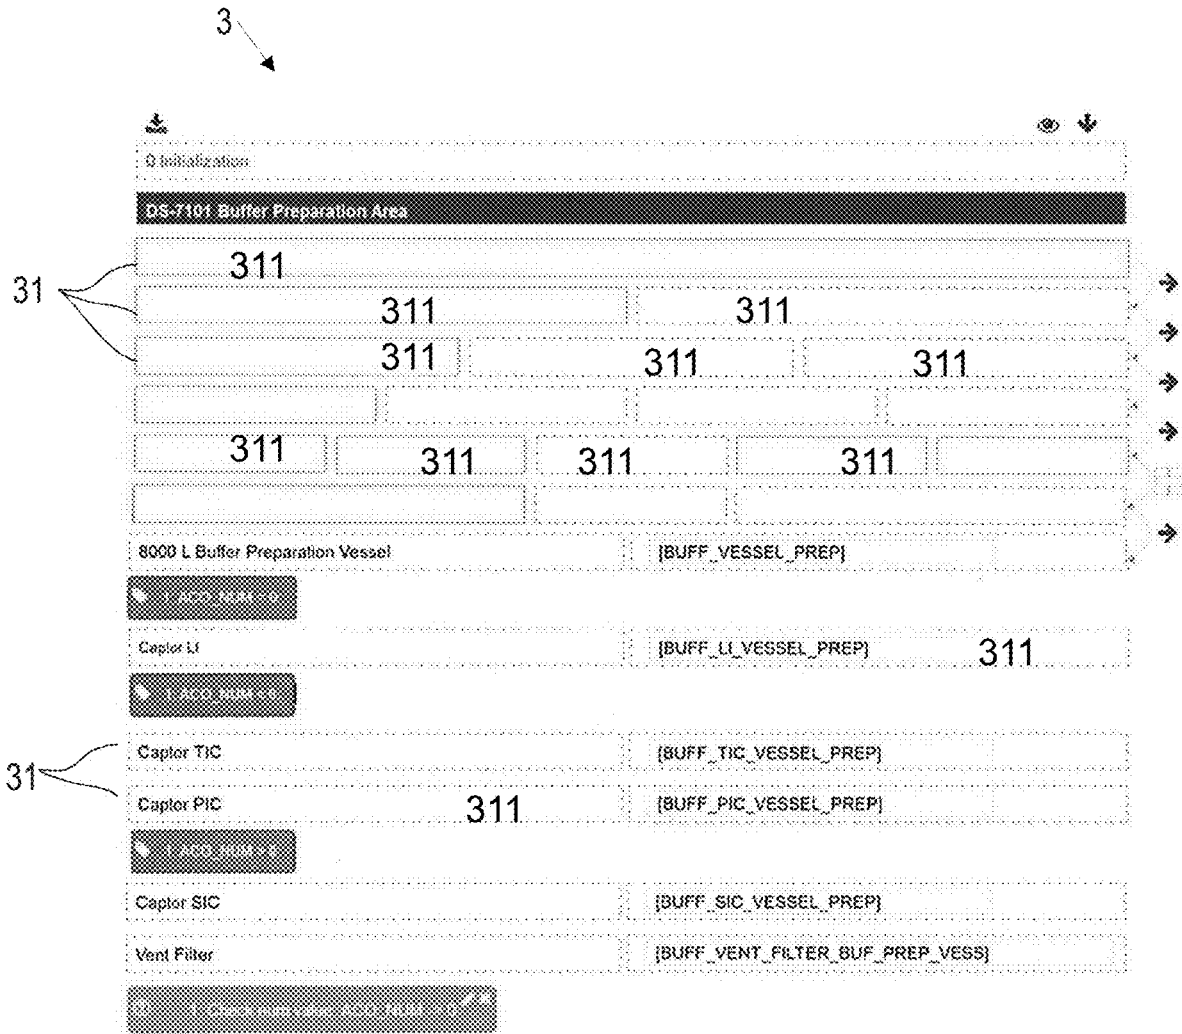 3
0 Initialization
DS-7101 Buffer Preparation Area
311
31
311 311
311 311 311
311 311 311 311
8000 L Buffer Preparation Vessel [BUFF_VESSEL_PREP]
Captor LI [BUFF_LI_VESSEL_PREP] 311
Captor TIC [BUFF_TIC_VESSEL_PREP]
31
Captor PIC 311 [BUFF_PIC_VESSEL_PREP]
Captor SIC [BUFF_SIC_VESSEL_PREP]
Vent Filter [BUFF_VENT_FILTER_BUF_PREP_VESS]